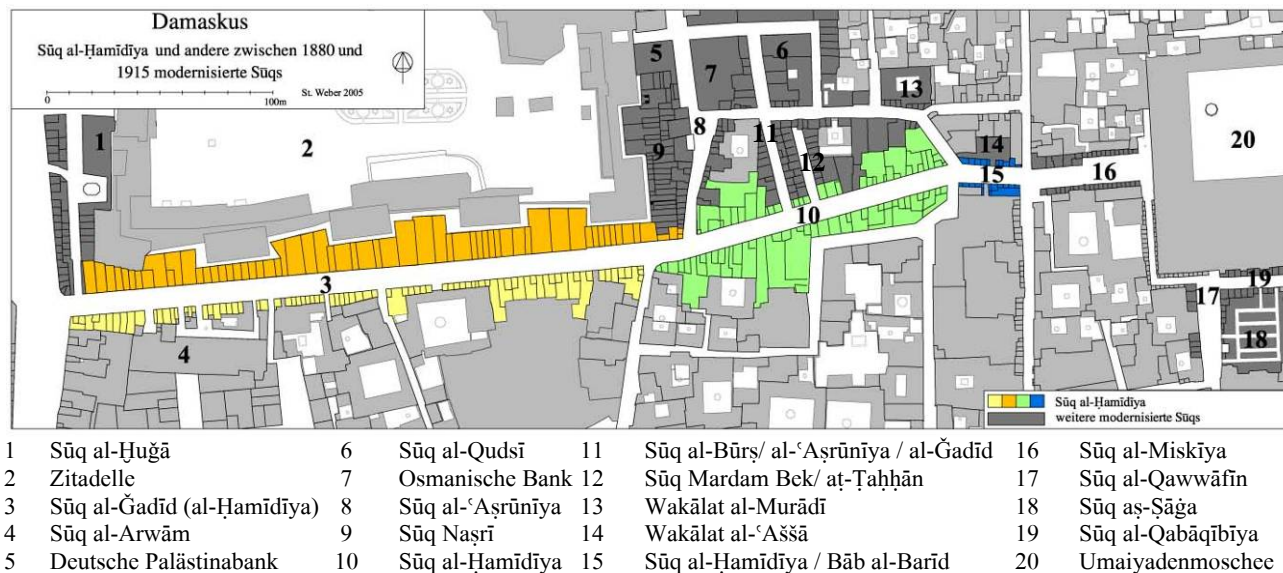 Damaskus
Sūq al-Ḥamīdīya und andere zwischen 1880 und
1915 modernisierte Sūqs
0 100m
St. Weber 2005
1
2
3
4
5
6
7
8
9
10
11
12
13
14
15
16
17
18
19
20
Sūq al-Ḥamīdīya
weitere modernisierte Sūqs
1 Sūq al-Ḫuǧā
2 Zitadelle
3 Sūq al-Ǧadīd (al-Ḥamīdīya)
4 Sūq al-Arwām
5 Deutsche Palästinabank
6 Sūq al-Qudsī
7 Osmanische Bank
8 Sūq al-ʿAṣrūnīya
9 Sūq Naṣrī
10 Sūq al-Ḥamīdīya
11 Sūq al-Būrṣ/ al-ʿAṣrūnīya / al-Ǧadīd
12 Sūq Mardam Bek/ aṭ-Ṭaḥḥān
13 Wakālat al-Murādī
14 Wakālat al-ʿAššā
15 Sūq al-Ḥamīdīya / Bāb al-Barīd
16 Sūq al-Miskīya
17 Sūq al-Qawwāfīn
18 Sūq aṣ-Ṣāġa
19 Sūq al-Qabāqībīya
20 Umaiyadenmoschee